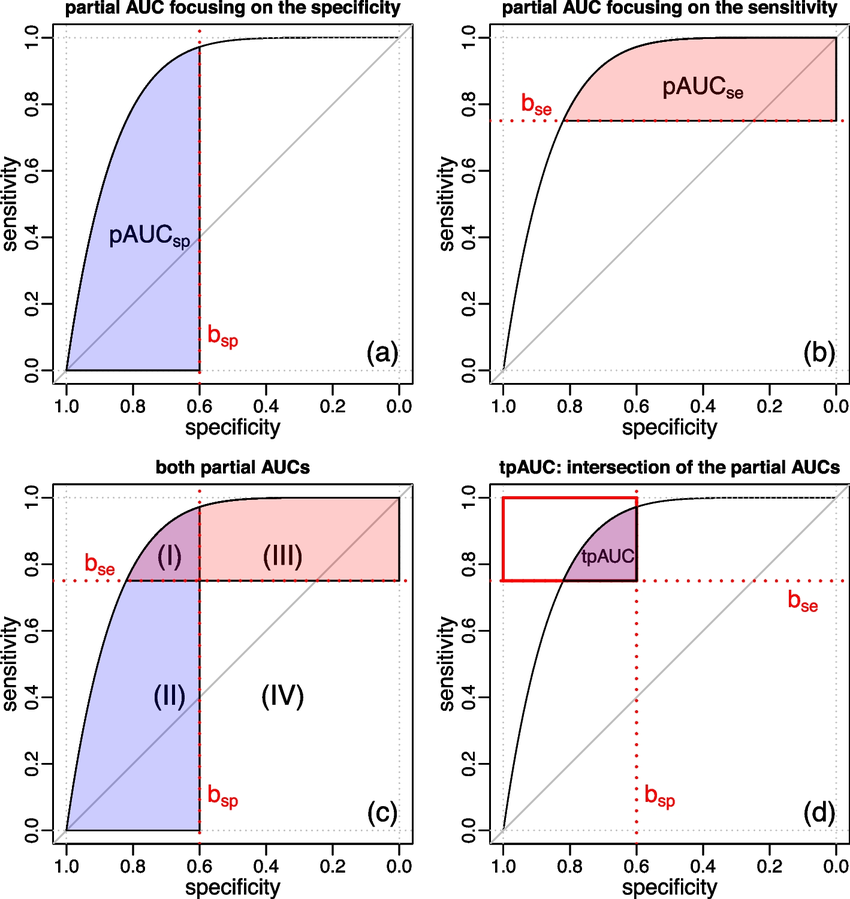 partial AUC focusing on the specificity
1.0
0.8
0.6
0.4
0.2
0.0
sensitivity
pAUCsp
bsp
(a)
1.0 0.8 0.6 0.4 0.2 0.0
specificity
partial AUC focusing on the sensitivity
1.0
0.8
0.6
0.4
0.2
0.0
sensitivity
bse
pAUCse
(b)
1.0 0.8 0.6 0.4 0.2 0.0
specificity
both partial AUCs
1.0
0.8
0.6
0.4
0.2
0.0
sensitivity
bse
(I)
(III)
(II)
(IV)
bsp
(c)
1.0 0.8 0.6 0.4 0.2 0.0
specificity
tpAUC: intersection of the partial AUCs
1.0
0.8
0.6
0.4
0.2
0.0
sensitivity
tpAUC
bse
bsp
(d)
1.0 0.8 0.6 0.4 0.2 0.0
specificity